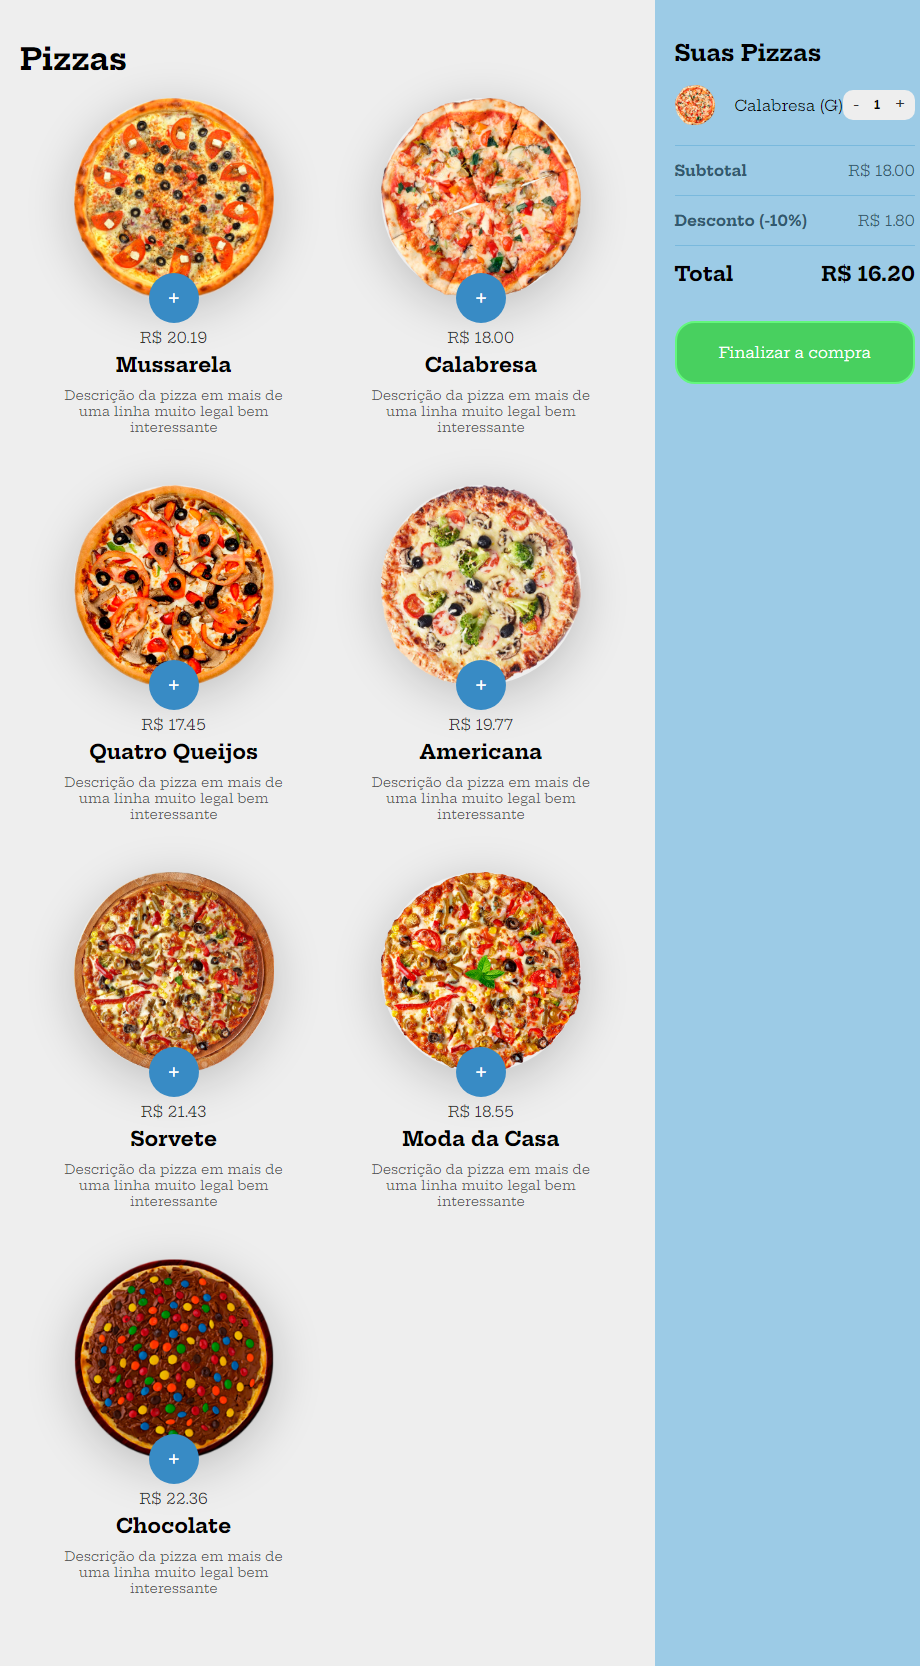 Pizzas
+
+
R$ 20.19
R$ 18.00
Mussarela
Calabresa
Descrição da pizza em mais de
uma linha muito legal bem
interessante
Descrição da pizza em mais de
uma linha muito legal bem
interessante
+
+
R$ 17.45
R$ 19.77
Quatro Queijos
Americana
Descrição da pizza em mais de
uma linha muito legal bem
interessante
Descrição da pizza em mais de
uma linha muito legal bem
interessante
+
+
R$ 21.43
R$ 18.55
Sorvete
Moda da Casa
Descrição da pizza em mais de
uma linha muito legal bem
interessante
Descrição da pizza em mais de
uma linha muito legal bem
interessante
+
R$ 22.36
Chocolate
Descrição da pizza em mais de
uma linha muito legal bem
interessante
Suas Pizzas
Calabresa (G) - 1 +
Subtotal R$ 18.00
Desconto (-10%) R$ 1.80
Total R$ 16.20
Finalizar a compra